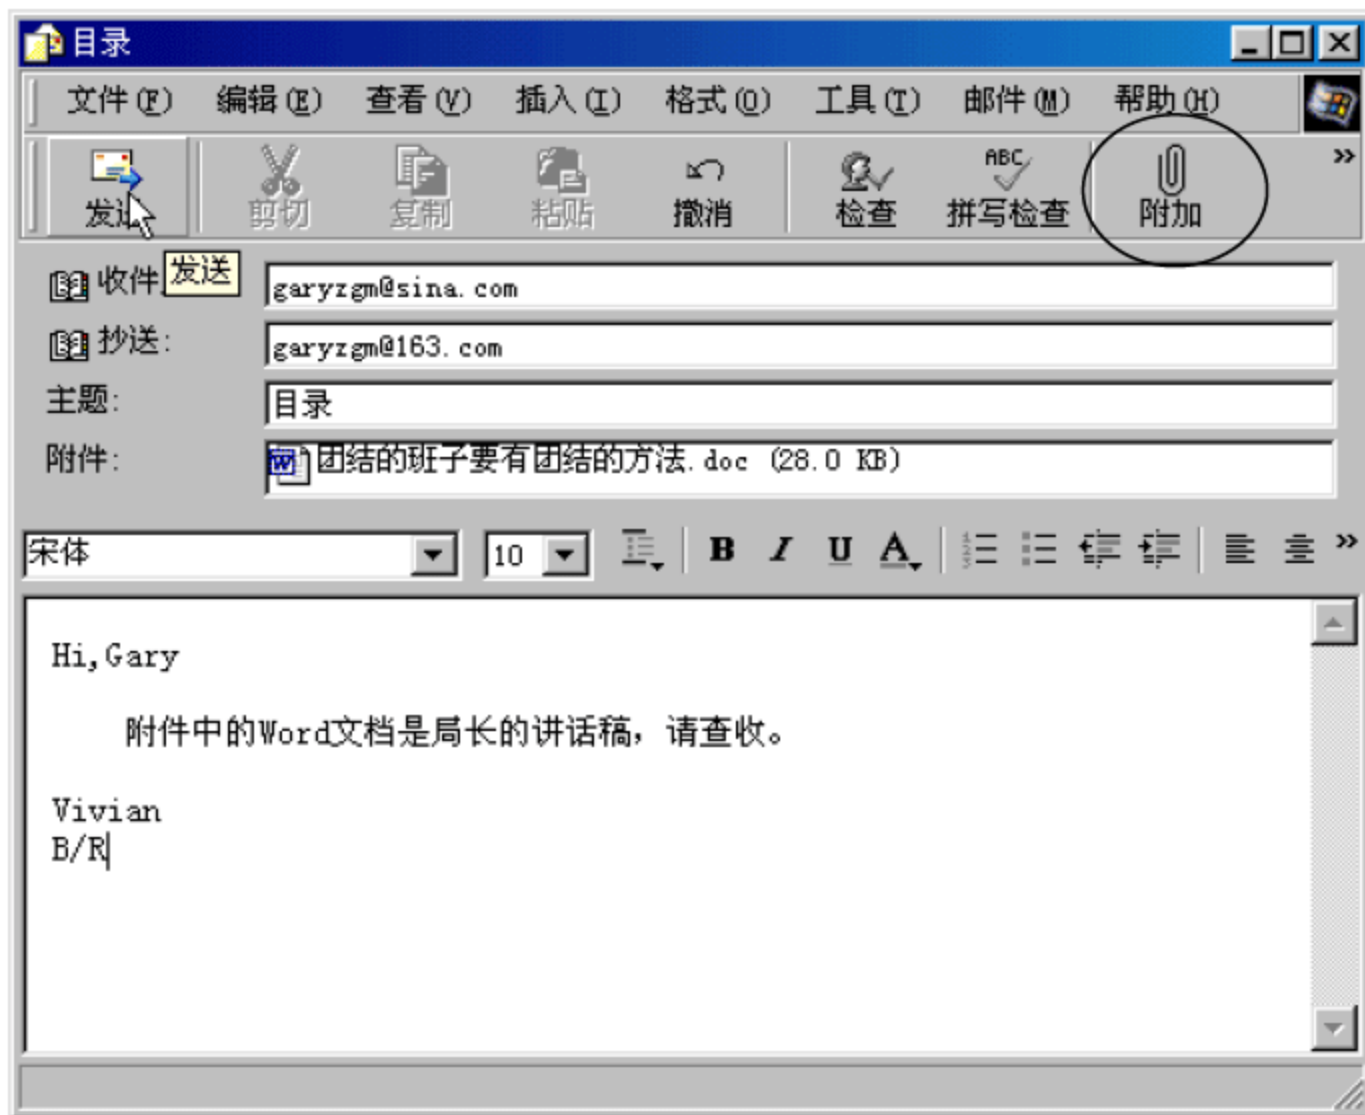 目录
文件(F) 编辑(E) 查看(V) 插入(I) 格式(O) 工具(T) 邮件(M) 帮助(H)
ABC
发送 剪切 复制 粘贴 撤消 检查 拼写检查 附加
发送
收件 garyzgm@sina.com
抄送: garyzgm@163.com
主题: 目录
附件: 团结的班子要有团结的方法.doc (28.0 KB)
宋体 10 B I U A
Hi,Gary
附件中的Word文档是局长的讲话稿，请查收。
Vivian
B/R